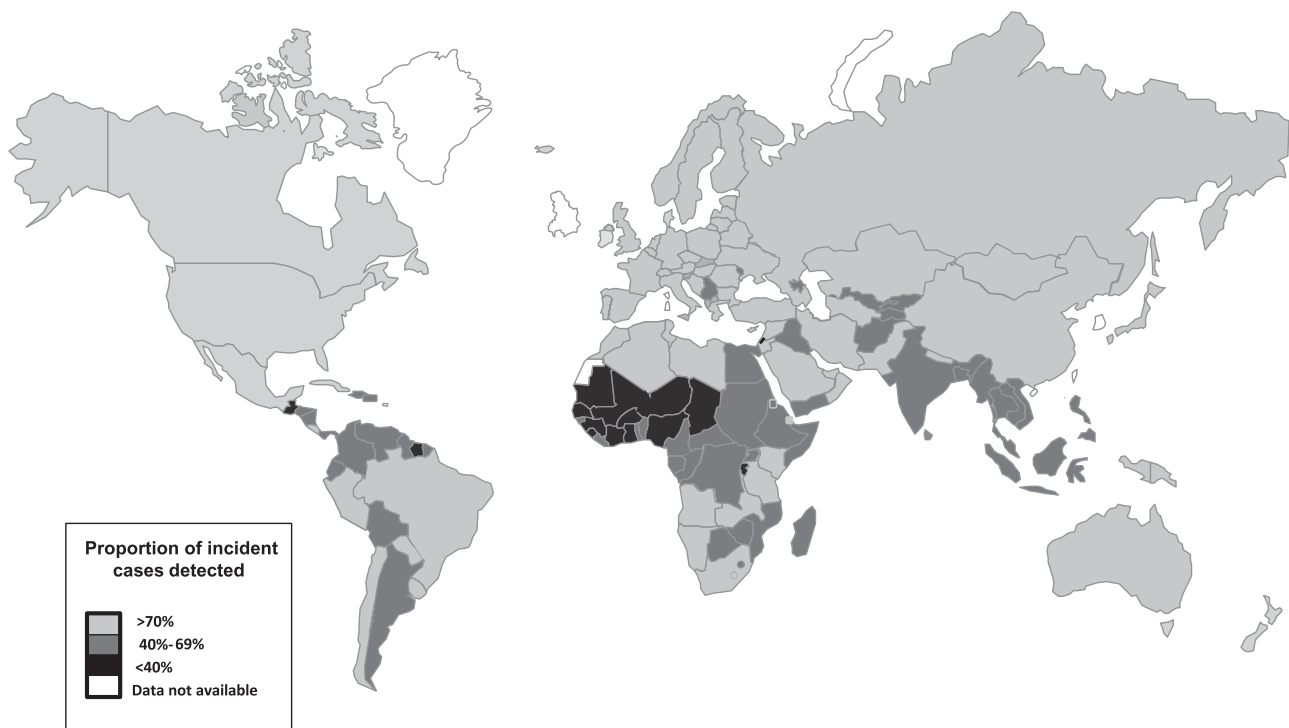 Proportion of incident
cases detected
>70%
40%-69%
<40%
Data not available